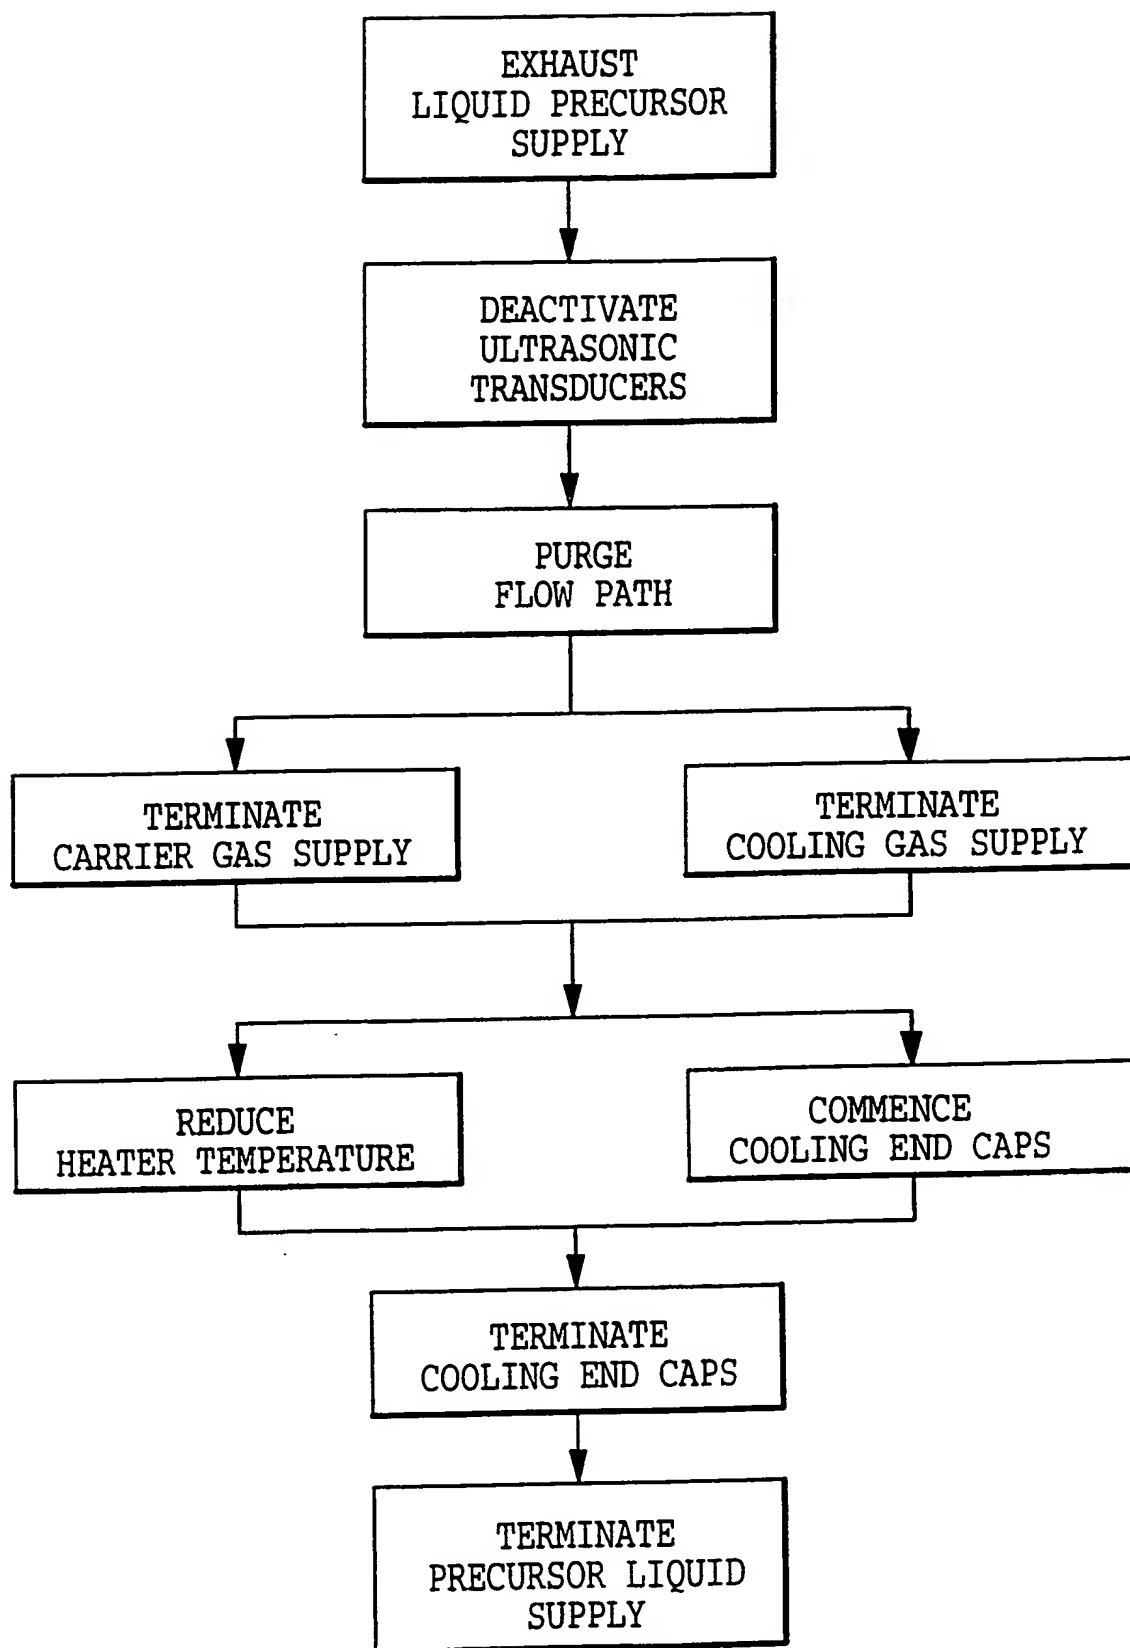 EXHAUST
LIQUID PRECURSOR
SUPPLY
DEACTIVATE
ULTRASONIC
TRANSDUCERS
PURGE
FLOW PATH
TERMINATE
CARRIER GAS SUPPLY
TERMINATE
COOLING GAS SUPPLY
REDUCE
HEATER TEMPERATURE
COMMENCE
COOLING END CAPS
TERMINATE
COOLING END CAPS
TERMINATE
PRECURSOR LIQUID
SUPPLY